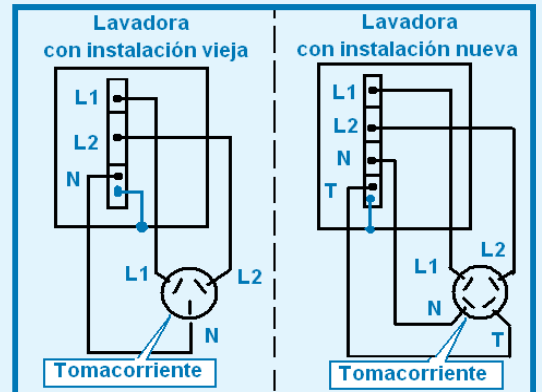 Lavadora
con instalación vieja
L1
L2
N
L1
L2
N
Tomacorriente
Lavadora
con instalación nueva
L1
L2
N
T
L1
L2
N
T
Tomacorriente